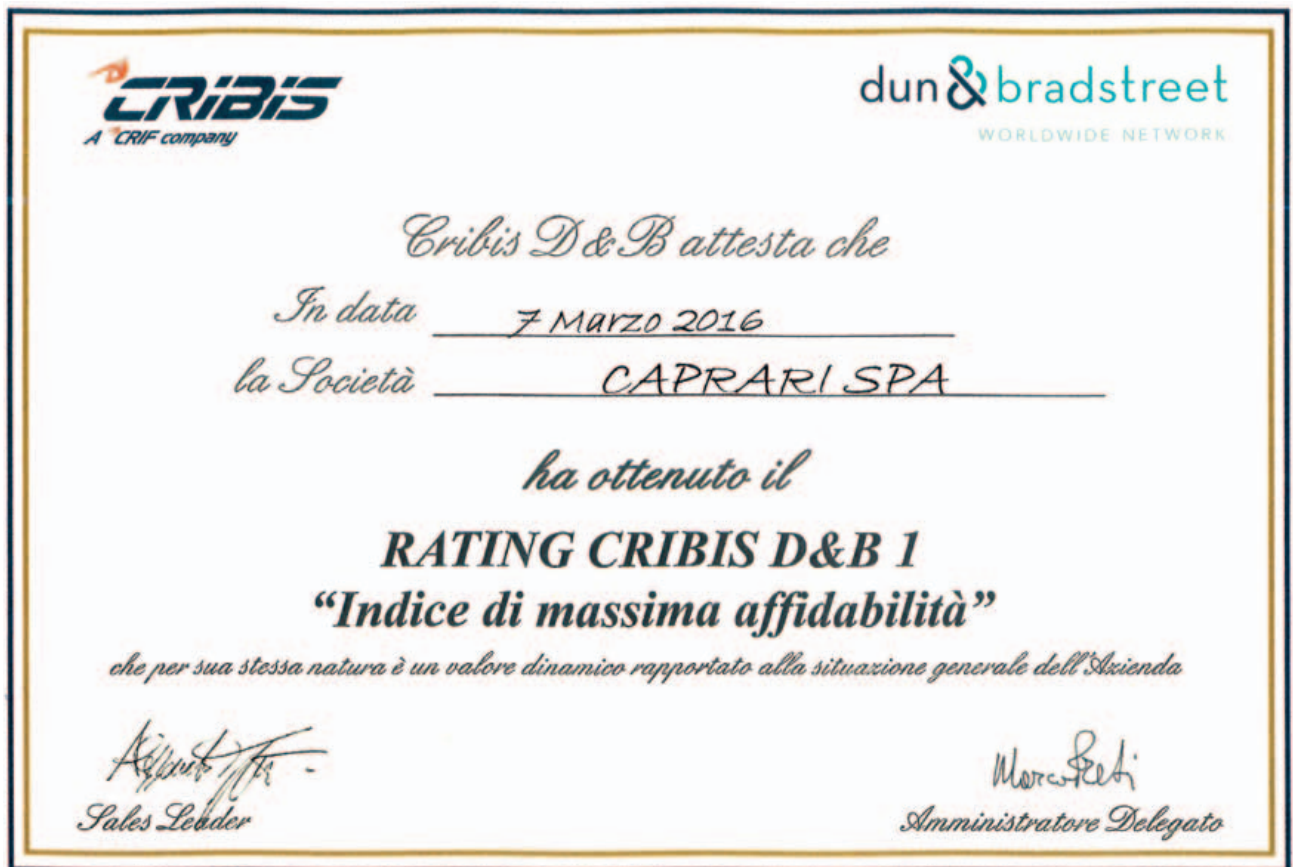 CRIBIS
A CRIF company
dun & bradstreet
WORLDWIDE NETWORK
Cribis D & B attesta che
In data 7 Marzo 2016
la Società CAPRARI SPA
ha ottenuto il
RATING CRIBIS D&B 1
“Indice di massima affidabilità”
che per sua stessa natura è un valore dinamico rapportato alla situazione generale dell'Azienda
Marco Preti
Sales Leader
Amministratore Delegato